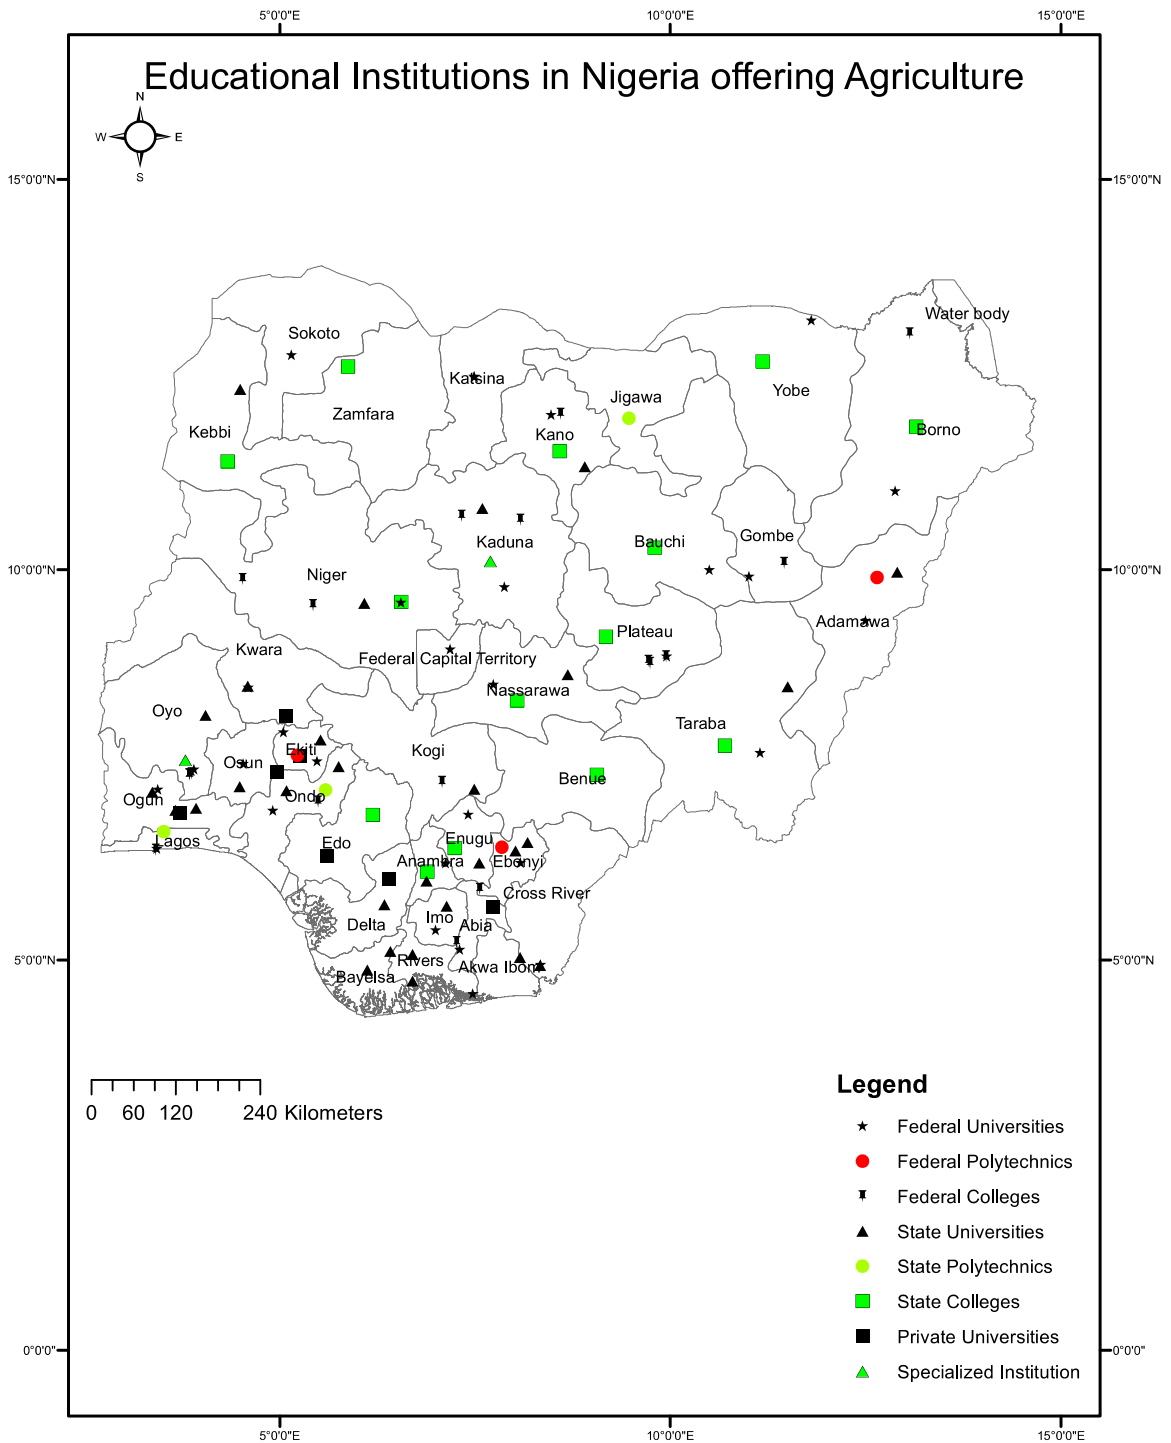 5°0'0"E 10°0'0"E 15°0'0"E
Educational Institutions in Nigeria offering Agriculture
N
W E
S
15°0'0"N 15°0'0"N
Water body
Sokoto
Katsina
Yobe
Jigawa
Zamfara
Borno
Kebbi
Kano
Gombe
Bauchi
Kaduna
10°0'0"N 10°0'0"N
Niger
Adamawa
Plateau
Kwara
Federal Capital Territory
Nassarawa
Oyo
Taraba
Ekiti
Kogi
Osun
Benue
Ogun
Ondo
Lagos
Edo
Enugu
Anambra
Ebonyi
Cross River
Imo
Delta
Abia
Rivers
5°0'0"N 5°0'0"N
Akwa Ibom
Bayelsa
0 60 120 240 Kilometers
Legend
Federal Universities
Federal Polytechnics
Federal Colleges
State Universities
State Polytechnics
State Colleges
Private Universities
Specialized Institution
0°0'0" 0°0'0"
5°0'0"E 10°0'0"E 15°0'0"E